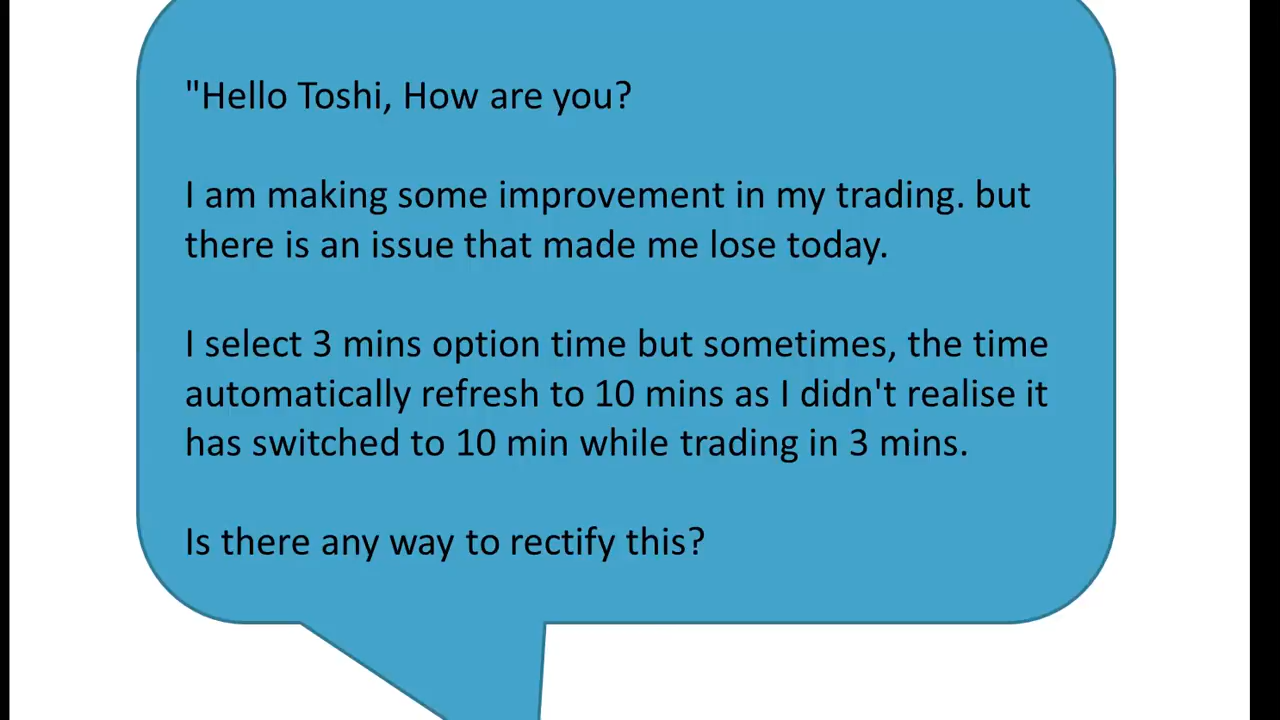 "Hello Toshi, How are you?
I am making some improvement in my trading. but
there is an issue that made me lose today.
I select 3 mins option time but sometimes, the time
automatically refresh to 10 mins as I didn't realise it
has switched to 10 min while trading in 3 mins.
Is there any way to rectify this?